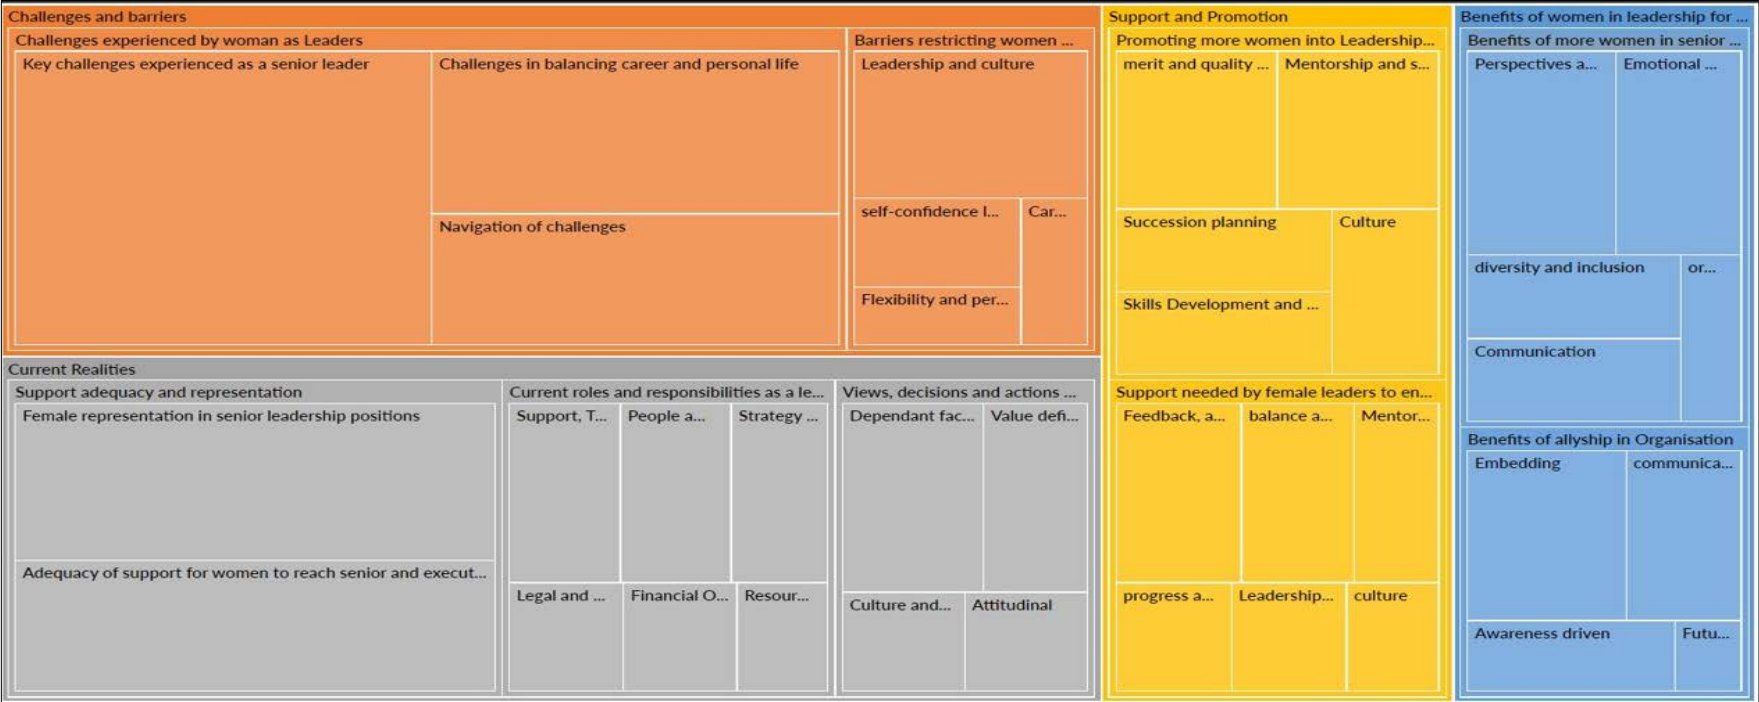 Challenges and barriers
Challenges experienced by woman as Leaders
Key challenges experienced as a senior leader
Challenges in balancing career and personal life
Navigation of challenges
Barriers restricting women ...
Leadership and culture
self-confidence l...
Car...
Flexibility and per...
Current Realities
Support adequacy and representation
Female representation in senior leadership positions
Adequacy of support for women to reach senior and execut...
Current roles and responsibilities as a le...
Support, T...
People a...
Strategy ...
Legal and ...
Financial O...
Resour...
Views, decisions and actions ...
Dependant fac...
Value defi...
Culture and...
Attitudinal
Support and Promotion
Promoting more women into Leadership...
merit and quality ...
Mentorship and s...
Succession planning
Culture
Skills Development and ...
Support needed by female leaders to en...
Feedback, a...
balance a...
Mentor...
progress a...
Leadership...
culture
Benefits of women in leadership for ...
Benefits of more women in senior ...
Perspectives a...
Emotional ...
diversity and inclusion
or...
Communication
Benefits of allyship in Organisation
Embedding
communica...
Awareness driven
Futu...